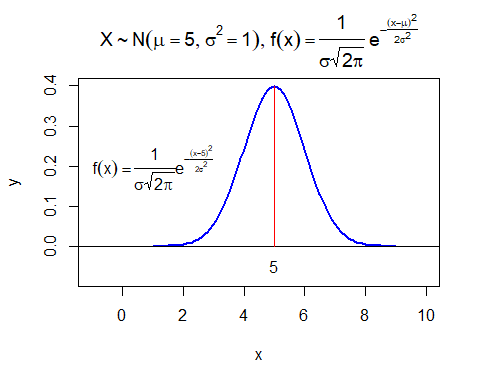 X ~ N(μ = 5, σ² = 1), f(x) = 1/(σ√2π) e^(−(x−μ)²/(2σ²))
0.4
0.3
0.2
0.1
0.0
y
f(x) = 1/(σ√2π) e^(−(x−5)²/(2σ²))
5
0 2 4 6 8 10
x